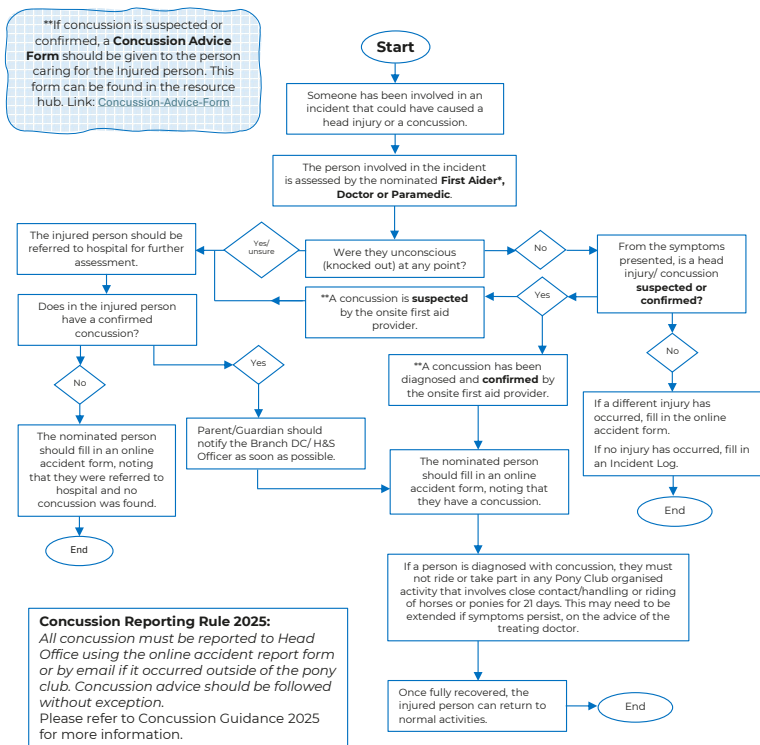 **If concussion is suspected or
confirmed, a Concussion Advice
Form should be given to the person
caring for the Injured person. This
form can be found in the resource
hub. Link: Concussion-Advice-Form
Start
Someone has been involved in an
incident that could have caused a
head injury or a concussion.
The person involved in the incident
is assessed by the nominated First Aider*,
Doctor or Paramedic.
Were they unconscious
(knocked out) at any point?
Yes/
unsure
The injured person should be
referred to hospital for further
assessment.
No
From the symptoms
presented, is a head
injury/ concussion
suspected or
confirmed?
Yes
**A concussion is suspected
by the onsite first aid
provider.
Does in the injured person
have a confirmed
concussion?
No
Yes
**A concussion has been
diagnosed and confirmed by
the onsite first aid provider.
No
If a different injury has
occurred, fill in the online
accident form.
If no injury has occurred, fill in
an Incident Log.
End
The nominated person
should fill in an online
accident form, noting
that they were referred to
hospital and no
concussion was found.
End
Parent/Guardian should
notify the Branch DC/ H&S
Officer as soon as possible.
The nominated person
should fill in an online
accident form, noting that
they have a concussion.
If a person is diagnosed with concussion, they must
not ride or take part in any Pony Club organised
activity that involves close contact/handling or riding
of horses or ponies for 21 days. This may need to be
extended if symptoms persist, on the advice of the
treating doctor.
Once fully recovered, the
injured person can return to
normal activities.
End
Concussion Reporting Rule 2025:
All concussion must be reported to Head
Office using the online accident report form
or by email if it occurred outside of the pony
club. Concussion advice should be followed
without exception.
Please refer to Concussion Guidance 2025
for more information.